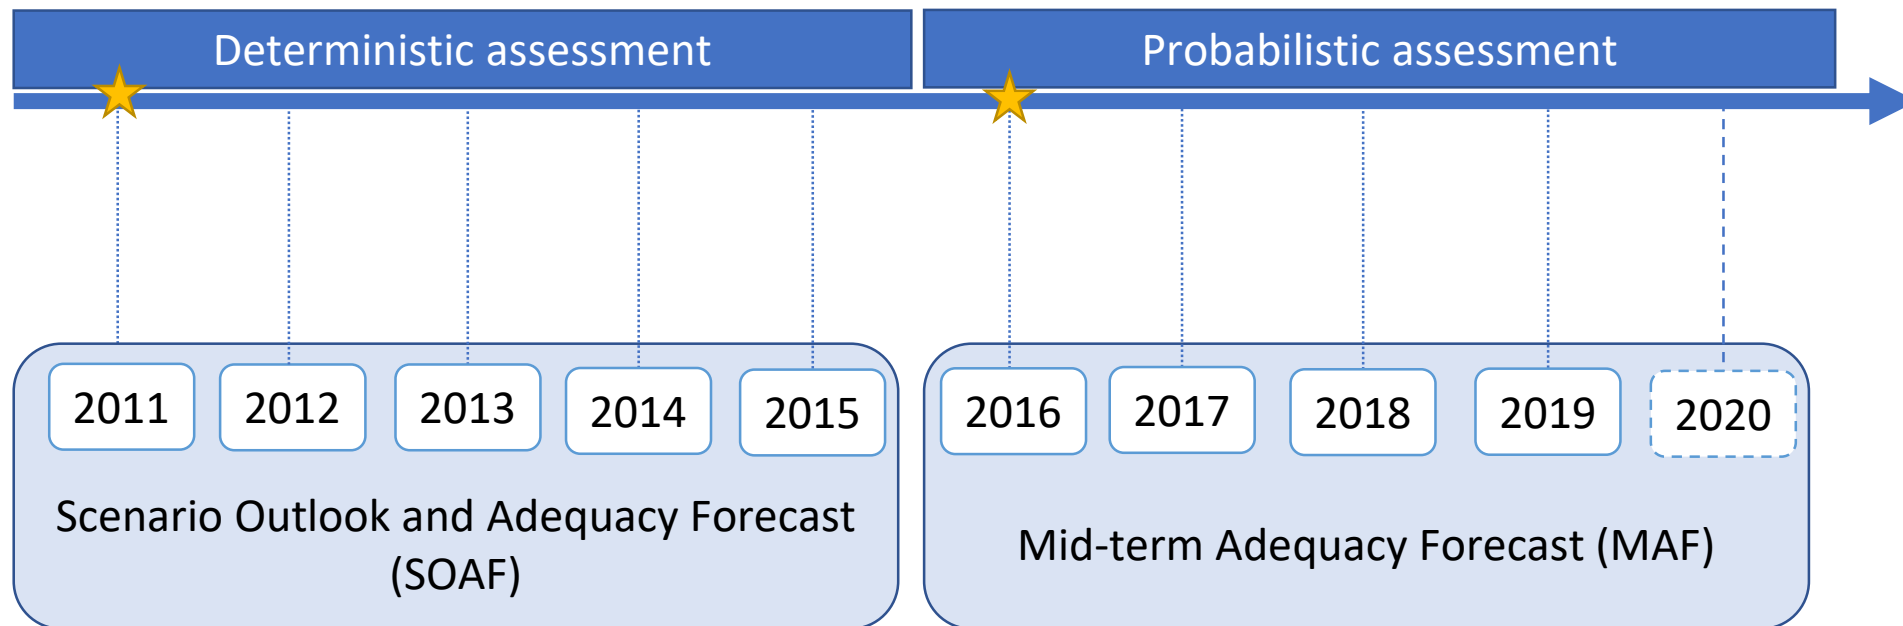 Deterministic assessment
Probabilistic assessment
2011
2012
2013
2014
2015
2016
2017
2018
2019
2020
Scenario Outlook and Adequacy Forecast
(SOAF)
Mid-term Adequacy Forecast (MAF)